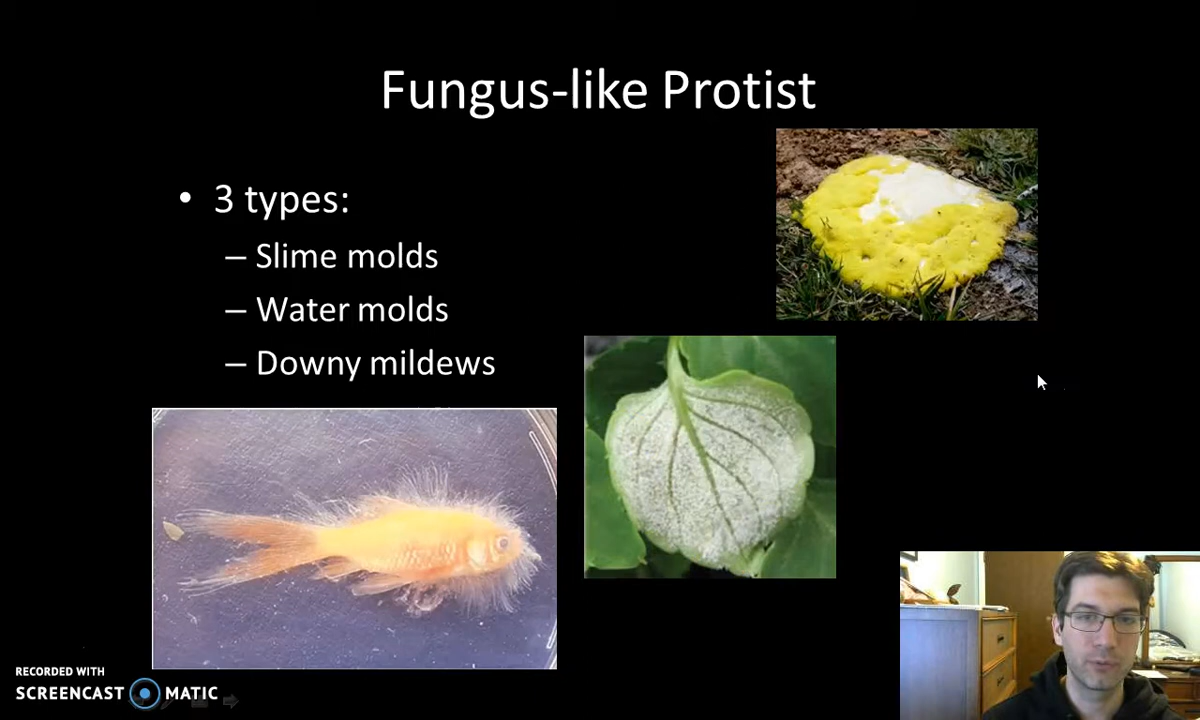 Fungus-like Protist
• 3 types:
– Slime molds
– Water molds
– Downy mildews
RECORDED WITH
SCREENCAST MATIC